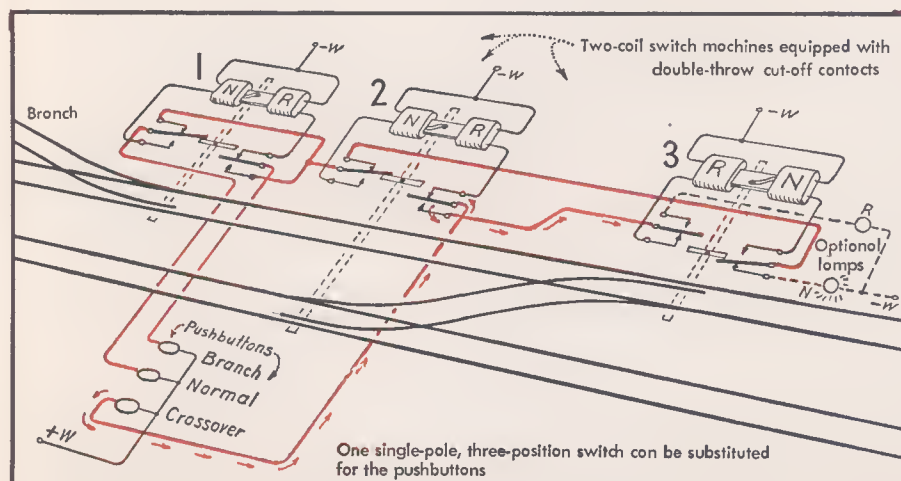 1
2
3
-W
-W
-W
Two-coil switch machines equipped with
double-throw cut-off contacts
Branch
N
R
N
R
R
N
R
Optional
lamps
N
-W
Pushbuttons
Branch
Normal
Crossover
+W
One single-pole, three-position switch can be substituted
for the pushbuttons